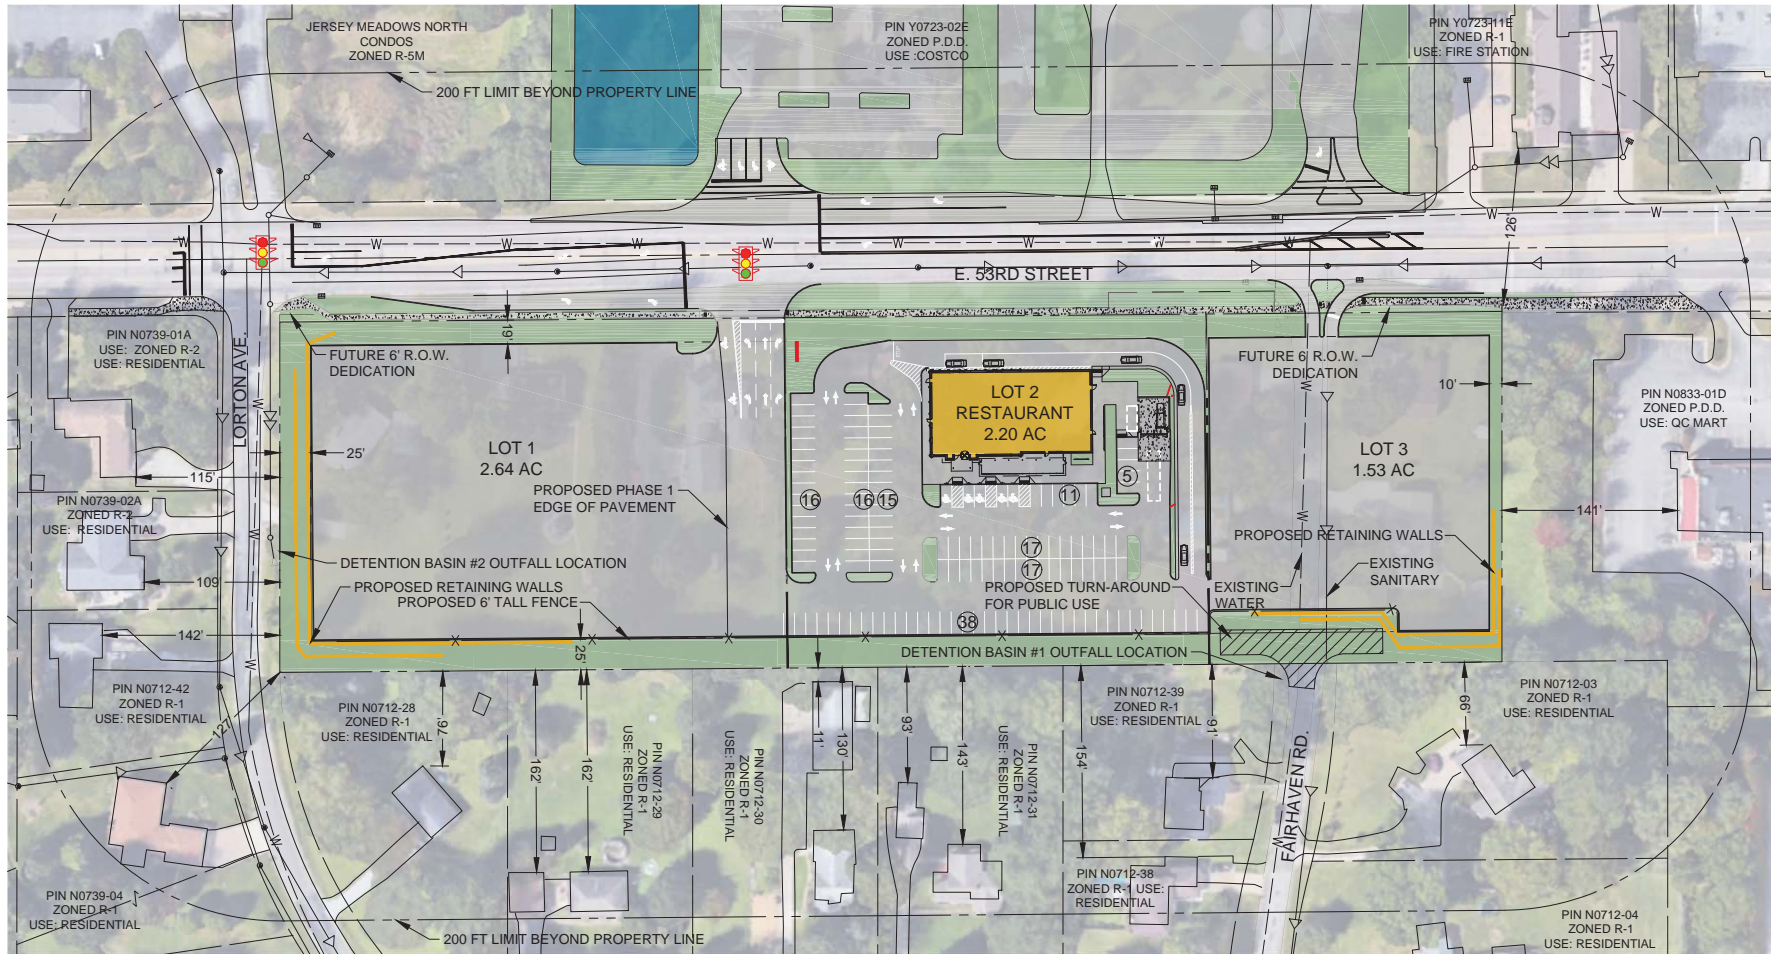 JERSEY MEADOWS NORTH
CONDOS
ZONED R-5M
PIN Y0723-02E
ZONED P.D.D.
USE :COSTCO
PIN Y0723-11E
ZONED R-1
USE: FIRE STATION
200 FT LIMIT BEYOND PROPERTY LINE
126'
W W W W W W W W W W W
E. 53RD STREET
PIN N0739-01A
USE: ZONED R-2
USE: RESIDENTIAL
LORTON AVE.
FUTURE 6' R.O.W.
DEDICATION
19'
FUTURE 6' R.O.W.
DEDICATION
10'
PIN N0833-01D
ZONED P.D.D.
USE: QC MART
LOT 1
2.64 AC
LOT 2
RESTAURANT
2.20 AC
LOT 3
1.53 AC
25'
115'
PROPOSED PHASE 1
EDGE OF PAVEMENT
16
16
15
11
5
141'
PIN N0739-02A
ZONED R-2
USE: RESIDENTIAL
DETENTION BASIN #2 OUTFALL LOCATION
109'
PROPOSED RETAINING WALLS
PROPOSED 6' TALL FENCE
17
17
PROPOSED TURN-AROUND
FOR PUBLIC USE
EXISTING
WATER
PROPOSED RETAINING WALLS
EXISTING
SANITARY
38
142'
25'
DETENTION BASIN #1 OUTFALL LOCATION
PIN N0712-42
ZONED R-1
USE: RESIDENTIAL
127'
PIN N0712-28
ZONED R-1
USE: RESIDENTIAL
76'
162'
162'
PIN N0712-29
ZONED R-1
USE: RESIDENTIAL
PIN N0712-30
ZONED R-1
USE: RESIDENTIAL
11'
130'
93'
143'
PIN N0712-31
ZONED R-1
USE: RESIDENTIAL
154'
PIN N0712-39
ZONED R-1
USE: RESIDENTIAL
91'
FAIRHAVEN RD.
66'
PIN N0712-03
ZONED R-1
USE: RESIDENTIAL
PIN N0739-04
ZONED R-1
USE: RESIDENTIAL
200 FT LIMIT BEYOND PROPERTY LINE
PIN N0712-38
ZONED R-1 USE:
RESIDENTIAL
PIN N0712-04
ZONED R-1
USE: RESIDENTIAL